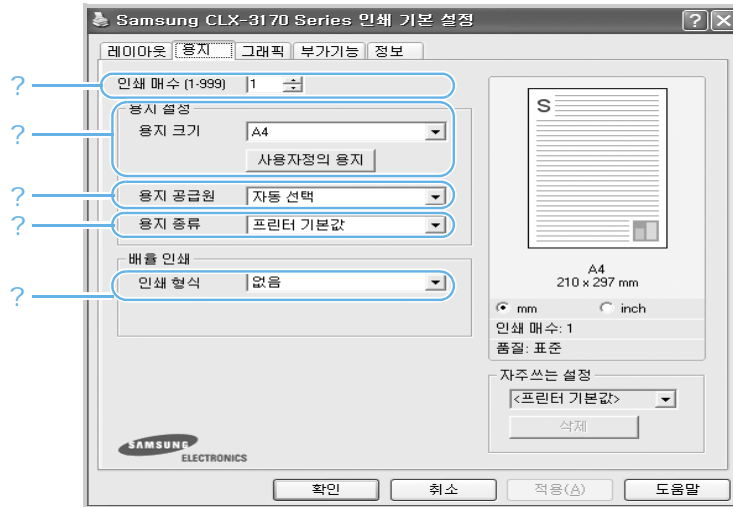 Samsung CLX-3170 Series 인쇄 기본 설정
레이아웃 용지 그래픽 부가기능 정보
? 인쇄 매수 (1-999) 1
용지 설정
? 용지 크기 A4
사용자정의 용지
? 용지 공급원 자동 선택
? 용지 종류 프린터 기본값
배율 인쇄
? 인쇄 형식 없음
S
A4
210 x 297 mm
mm inch
인쇄 매수: 1
품질: 표준
자주쓰는 설정
<프린터 기본값>
삭제
SAMSUNG
ELECTRONICS
확인 취소 적용(A) 도움말